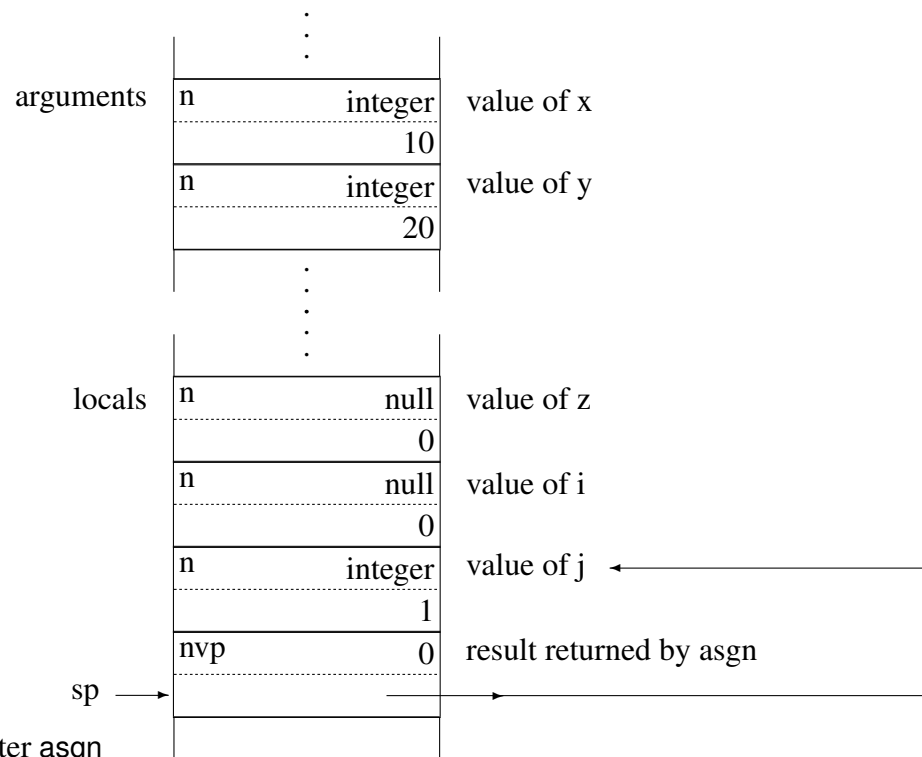 arguments n integer value of x
10
n integer value of y
20
locals n null value of z
0
n null value of i
0
n integer value of j
1
nvp 0 result returned by asgn
sp
asgn